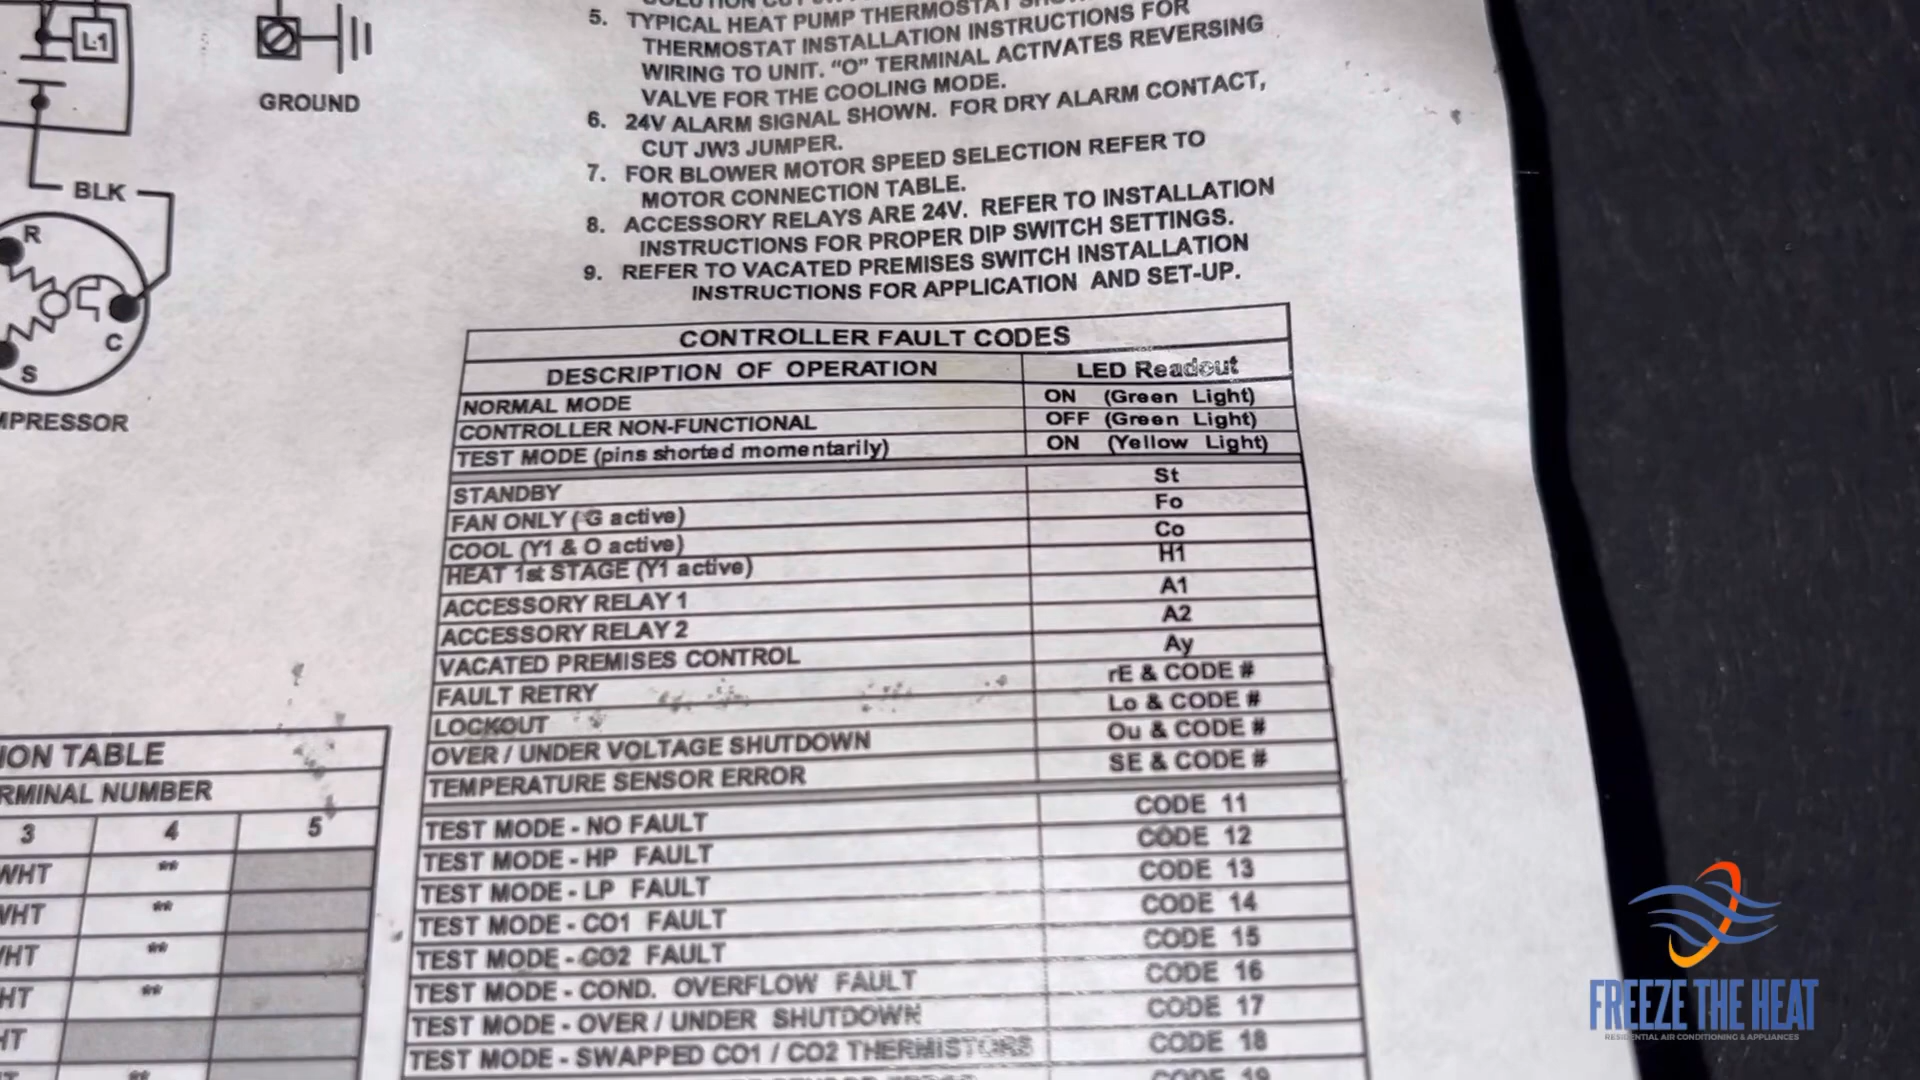 L1
GROUND
BLK
R
C
S
5. TYPICAL HEAT PUMP THERMOSTAT
THERMOSTAT INSTALLATION INSTRUCTIONS FOR
WIRING TO UNIT. “O” TERMINAL ACTIVATES REVERSING
VALVE FOR THE COOLING MODE.
6. 24V ALARM SIGNAL SHOWN. FOR DRY ALARM CONTACT,
CUT JW3 JUMPER.
7. FOR BLOWER MOTOR SPEED SELECTION REFER TO
MOTOR CONNECTION TABLE.
8. ACCESSORY RELAYS ARE 24V. REFER TO INSTALLATION
INSTRUCTIONS FOR PROPER DIP SWITCH SETTINGS.
9. REFER TO VACATED PREMISES SWITCH INSTALLATION
INSTRUCTIONS FOR APPLICATION AND SET-UP.
CONTROLLER FAULT CODES
DESCRIPTION OF OPERATION LED Readout
NORMAL MODE ON (Green Light)
CONTROLLER NON-FUNCTIONAL OFF (Green Light)
TEST MODE (pins shorted momentarily) ON (Yellow Light)
STANDBY St
FAN ONLY ( G active) Fo
COOL (Y1 & O active) Co
HEAT 1st STAGE (Y1 active) H1
ACCESSORY RELAY 1 A1
ACCESSORY RELAY 2 A2
VACATED PREMISES CONTROL Ay
FAULT RETRY rE & CODE #
LOCKOUT Lo & CODE #
OVER / UNDER VOLTAGE SHUTDOWN Ou & CODE #
TEMPERATURE SENSOR ERROR SE & CODE #
TEST MODE - NO FAULT CODE 11
TEST MODE - HP FAULT CODE 12
TEST MODE - LP FAULT CODE 13
TEST MODE - CO1 FAULT CODE 14
TEST MODE - CO2 FAULT CODE 15
TEST MODE - COND. OVERFLOW FAULT CODE 16
TEST MODE - OVER / UNDER SHUTDOWN CODE 17
TEST MODE - SWAPPED CO1 / CO2 THERMISTORS CODE 18
CODE 19
MPRESSOR
ION TABLE
RMINAL NUMBER
3 4 5
WHT **
WHT **
WHT **
HT **
HT
**
FREEZE THE HEAT
RESIDENTIAL AIR CONDITIONING & APPLIANCES